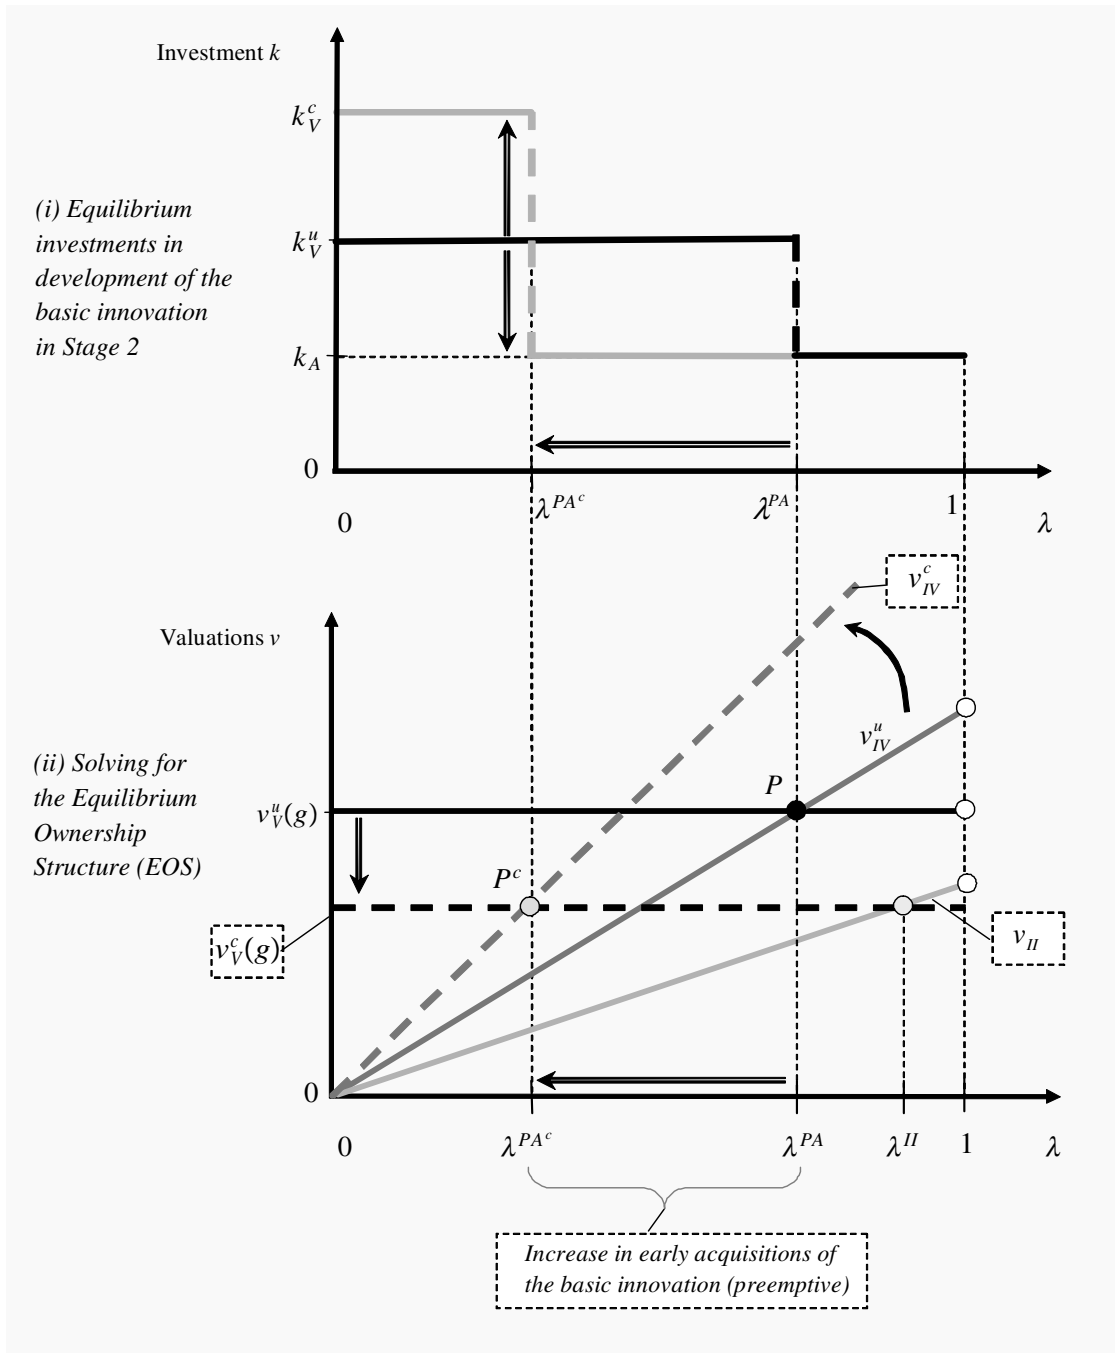 Investment k
k_V^c
(i) Equilibrium
investments in
development of the
basic innovation
in Stage 2
k_V^u
k_A
0
0
λ^{PA^c}
λ^{PA}
1
λ
v_{IV}^c
Valuations v
v_{IV}^u
(ii) Solving for
the Equilibrium
Ownership
Structure (EOS)
P
v_V^u(g)
P^c
v_V^c(g)
v_{II}
0
0
λ^{PA^c}
λ^{PA}
λ^{II}
1
λ
Increase in early acquisitions of
the basic innovation (preemptive)